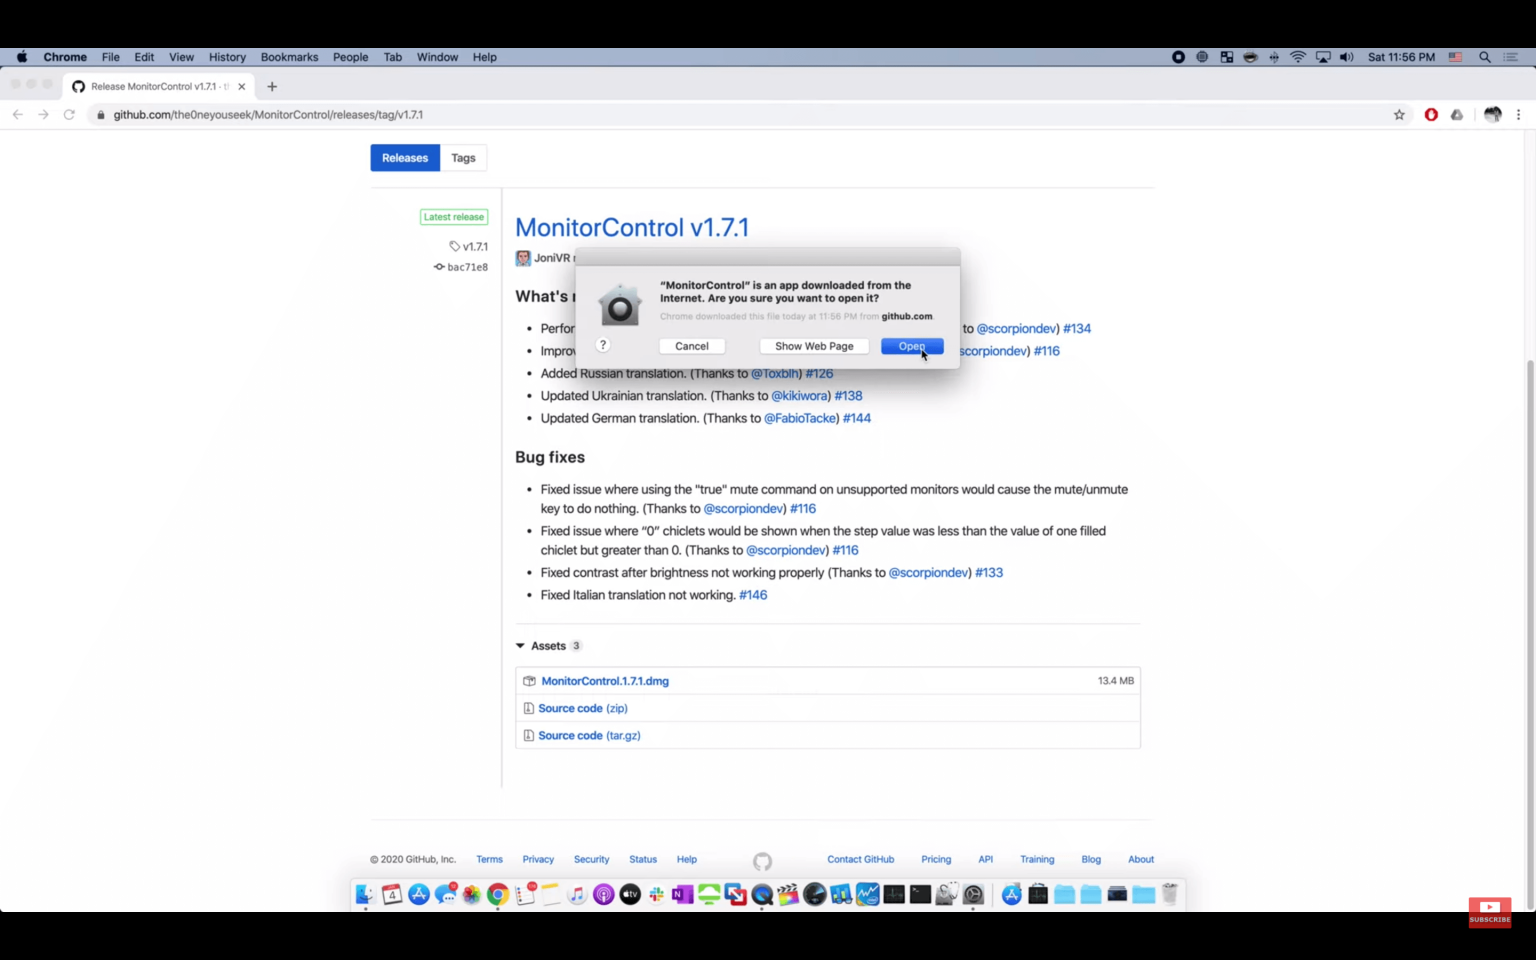 Chrome File Edit View History Bookmarks People Tab Window Help
Sat 11:56 PM
Release MonitorControl v1.7.1 · t
github.com/the0neyouseek/MonitorControl/releases/tag/v1.7.1
Releases Tags
Latest release
v1.7.1
bac71e8
MonitorControl v1.7.1
JoniVR
"MonitorControl" is an app downloaded from the
Internet. Are you sure you want to open it?
Chrome downloaded this file today at 11:56 PM from github.com.
? Cancel Show Web Page Open
What's
Perfor to @scorpiondev) #134
Improv scorpiondev) #116
Added Russian translation. (Thanks to @Toxblh) #126
Updated Ukrainian translation. (Thanks to @kikiwora) #138
Updated German translation. (Thanks to @FabioTacke) #144
Bug fixes
Fixed issue where using the "true" mute command on unsupported monitors would cause the mute/unmute
key to do nothing. (Thanks to @scorpiondev) #116
Fixed issue where "0" chiclets would be shown when the step value was less than the value of one filled
chiclet but greater than 0. (Thanks to @scorpiondev) #116
Fixed contrast after brightness not working properly (Thanks to @scorpiondev) #133
Fixed Italian translation not working. #146
Assets 3
MonitorControl.1.7.1.dmg 13.4 MB
Source code (zip)
Source code (tar.gz)
© 2020 GitHub, Inc. Terms Privacy Security Status Help Contact GitHub Pricing API Training Blog About
4 tv N
SUBSCRIBE